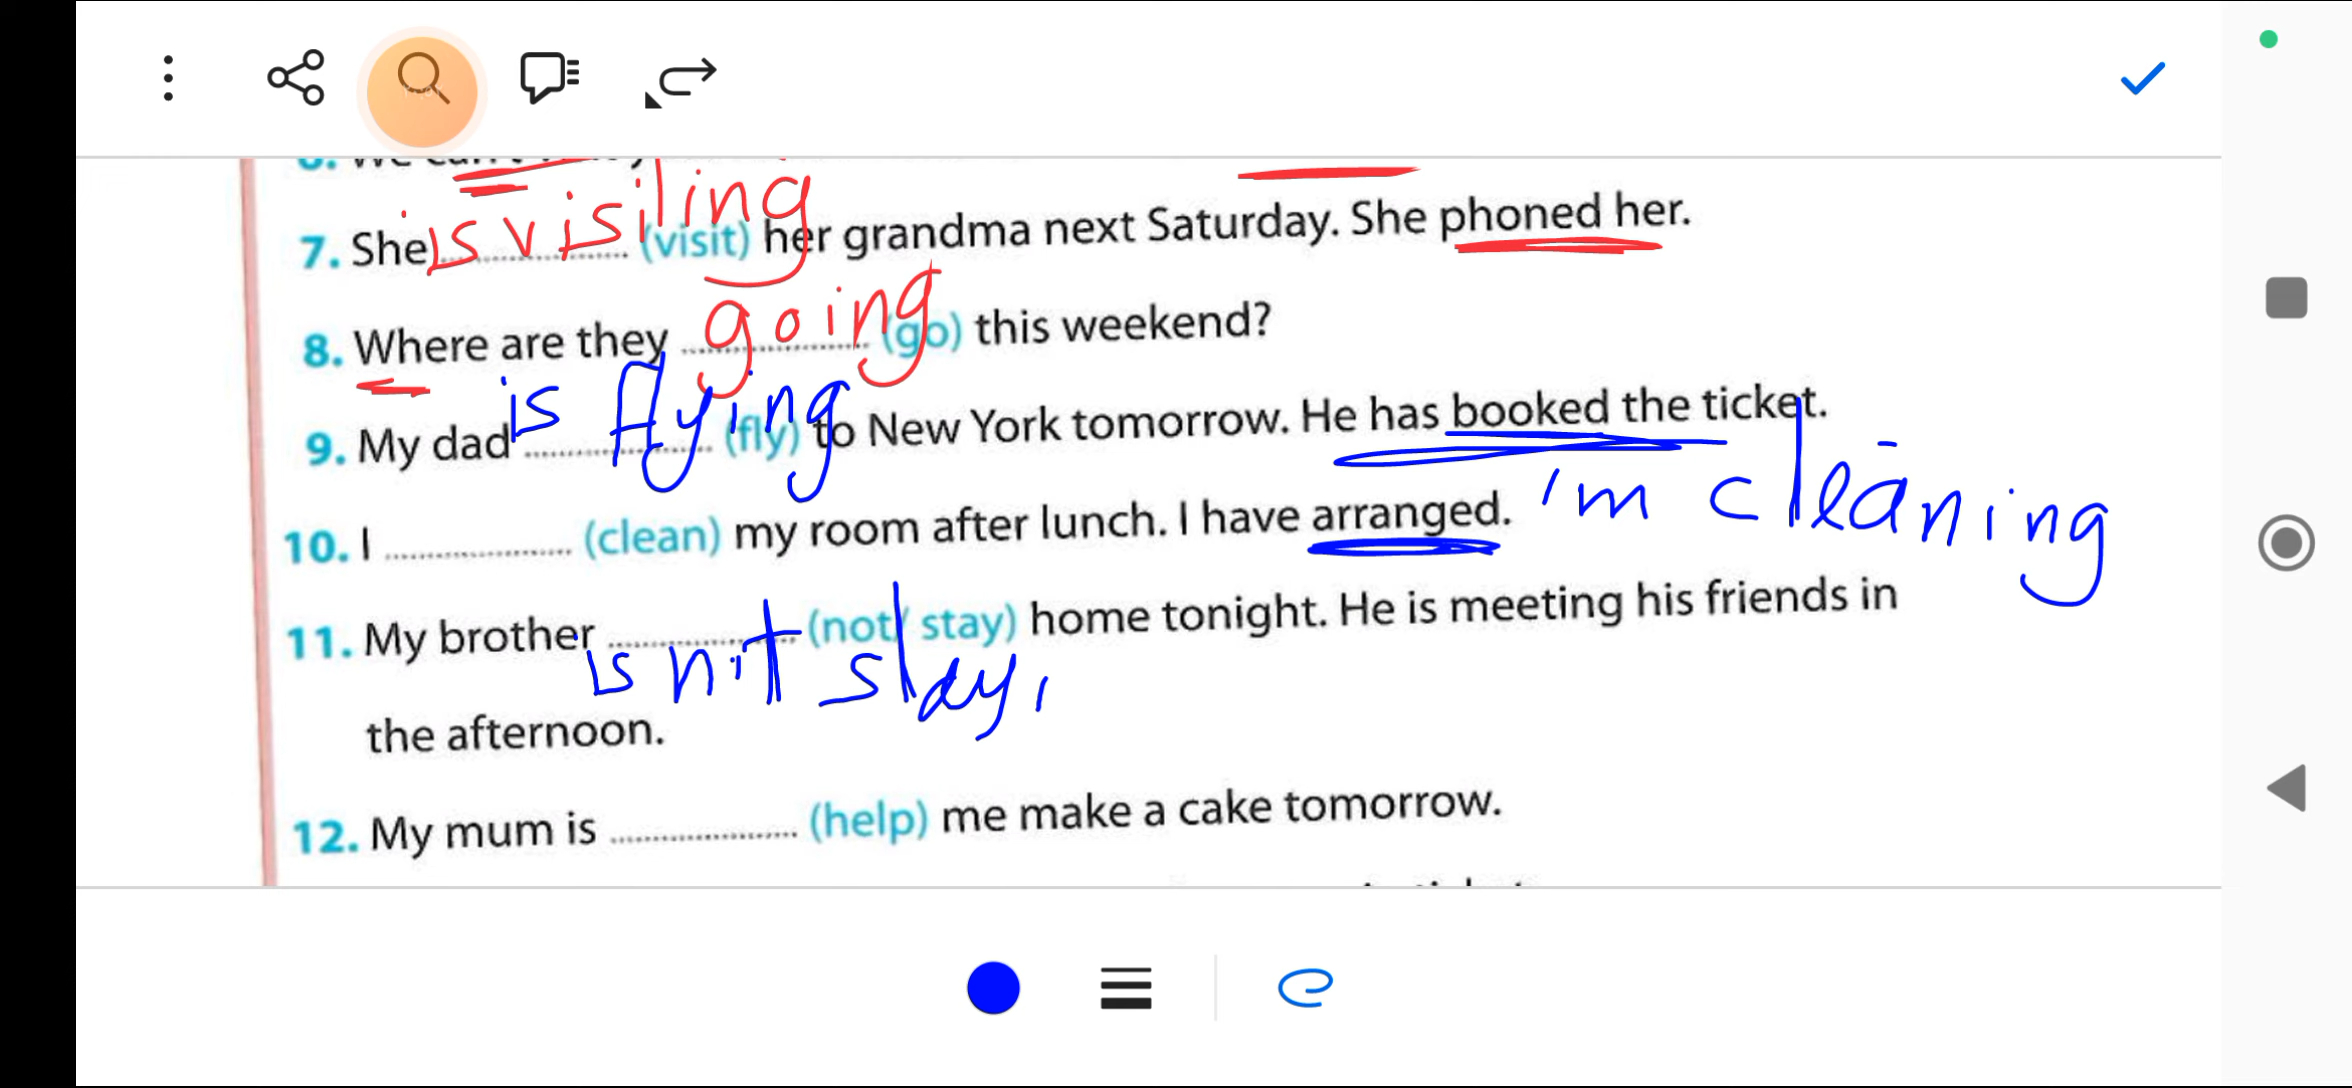 7. She is visiting (visit) her grandma next Saturday. She phoned her.
8. Where are they going (go) this weekend?
9. My dad is flying (fly) to New York tomorrow. He has booked the ticket.
10. I .................... (clean) my room after lunch. I have arranged. 'm cleaning
11. My brother .................... (not/ stay) home tonight. He is meeting his friends in
is n't stay
the afternoon.
12. My mum is .................... (help) me make a cake tomorrow.